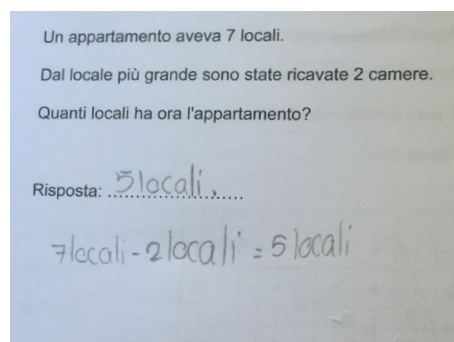 Un appartamento aveva 7 locali.
Dal locale più grande sono state ricavate 2 camere.
Quanti locali ha ora l'appartamento?
Risposta: 5 locali.
7 locali - 2 locali = 5 locali